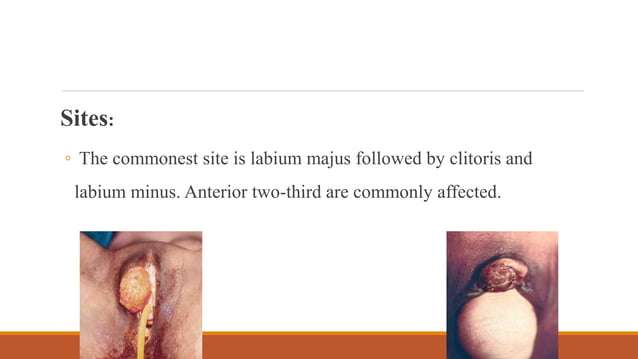 Sites:
◦ The commonest site is labium majus followed by clitoris and
labium minus. Anterior two-third are commonly affected.